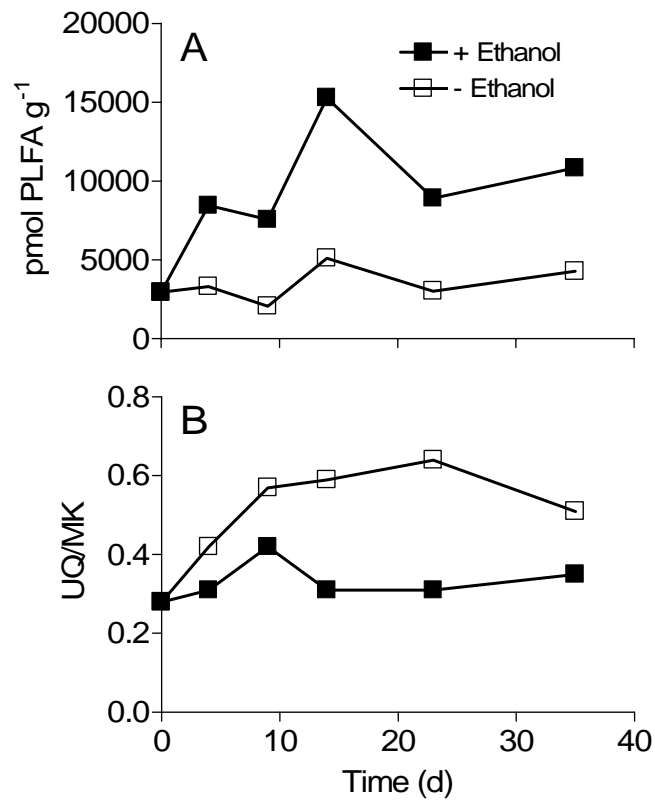 A
+ Ethanol
- Ethanol
pmol PLFA g⁻¹
20000
15000
10000
5000
0
B
UQ/MK
0.8
0.6
0.4
0.2
0.0
0 10 20 30 40
Time (d)